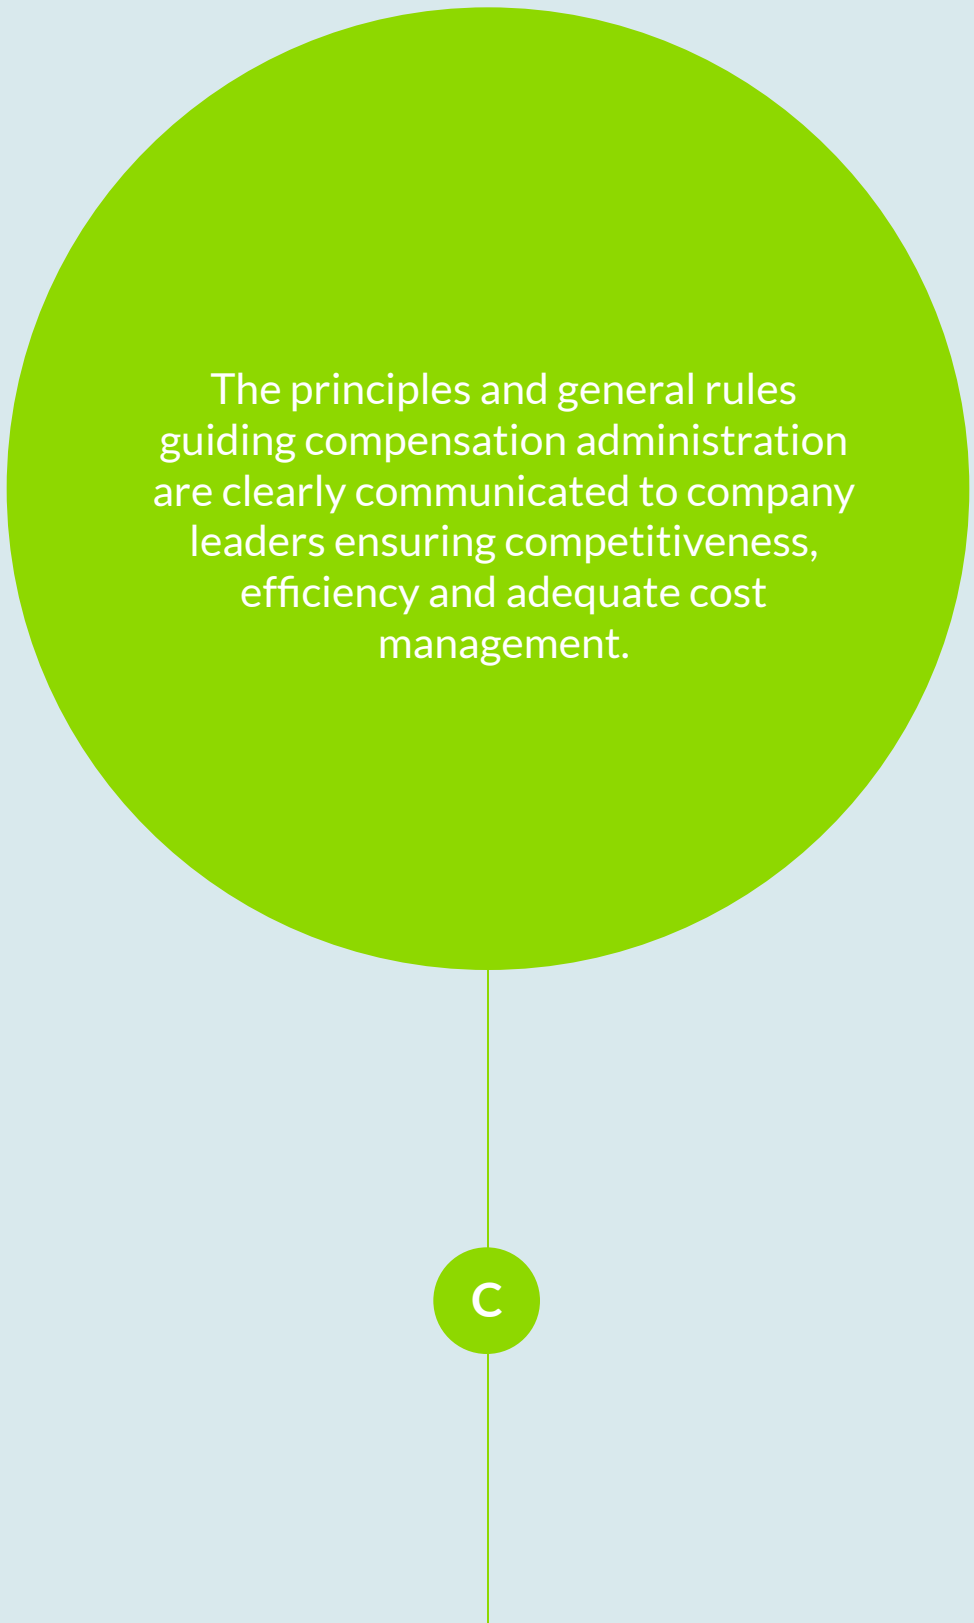 The principles and general rules
guiding compensation administration
are clearly communicated to company
leaders ensuring competitiveness,
efficiency and adequate cost
management.
C